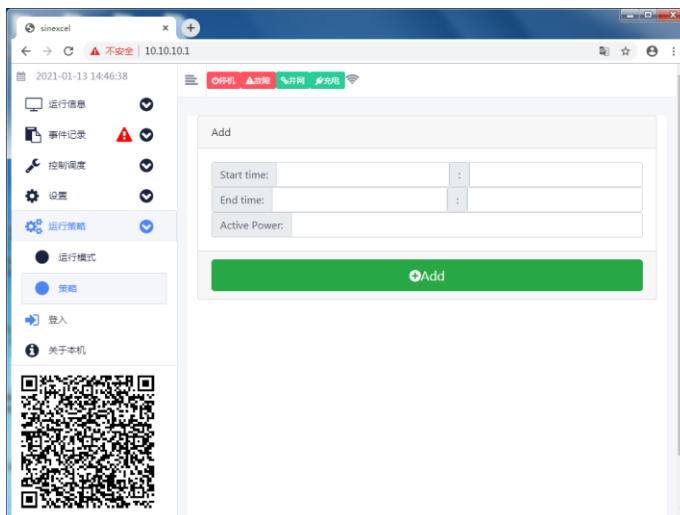 sinexcel
不安全 | 10.10.10.1
2021-01-13 14:46:38
停机 故障 并网 充电
运行信息
事件记录
控制调度
设置
运行策略
运行模式
策略
登入
关于本机
Add
Start time: :
End time: :
Active Power:
Add